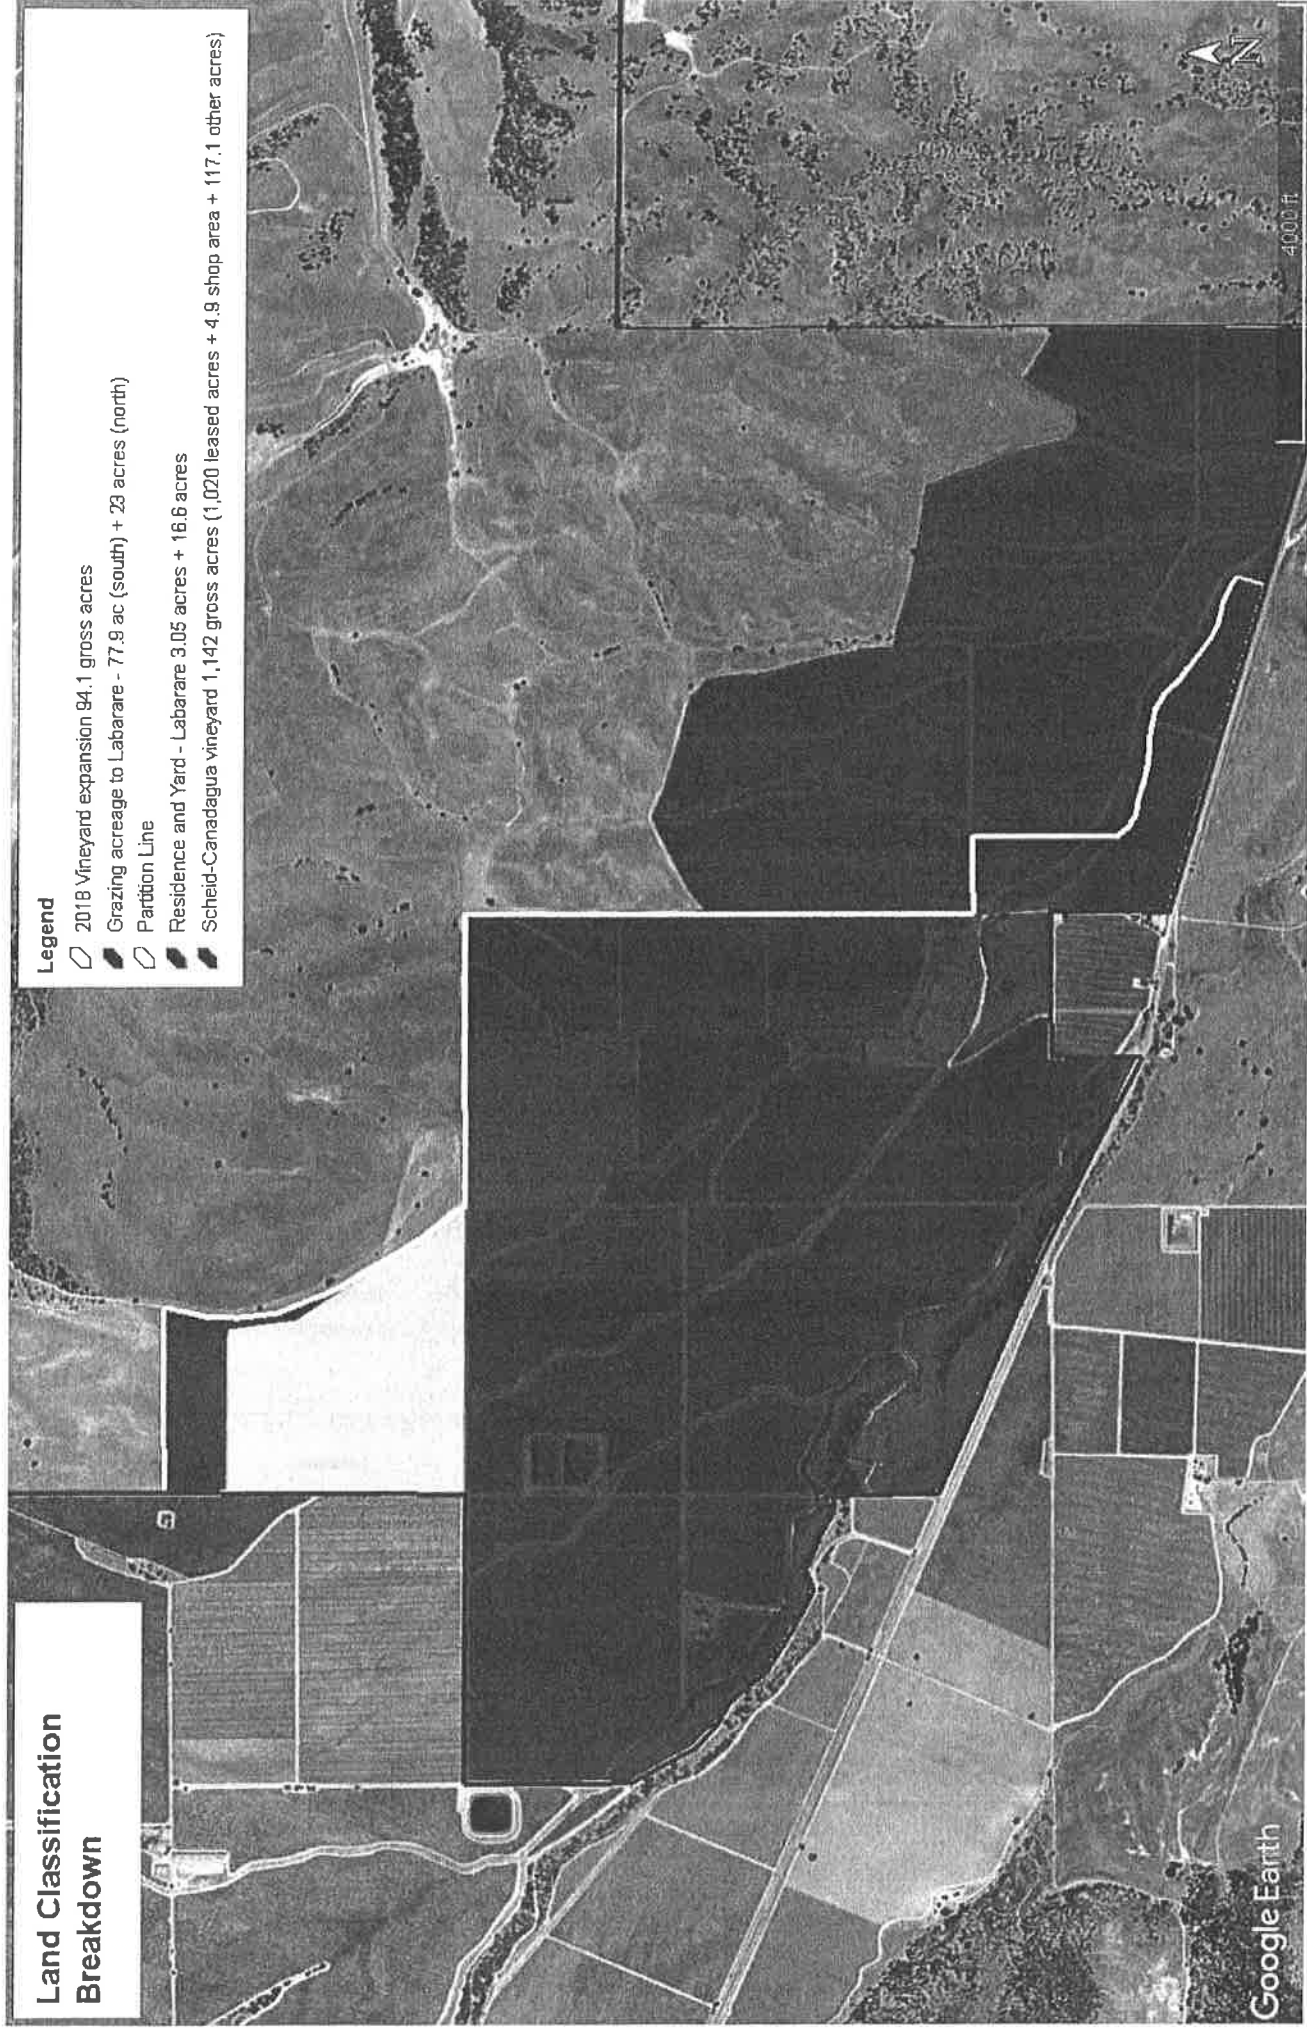 Land Classification
Breakdown
Legend
2018 Vineyard expansion 94.1 gross acres
Grazing acreage to Labarare - 77.9 ac (south) + 23 acres (north)
Partition Line
Residence and Yard - Labarare 3.05 acres + 16.6 acres
Scheid-Canadagua vineyard 1,142 gross acres (1,020 leased acres + 4.9 shop area + 117.1 other acres)
N
4000 ft
Google Earth